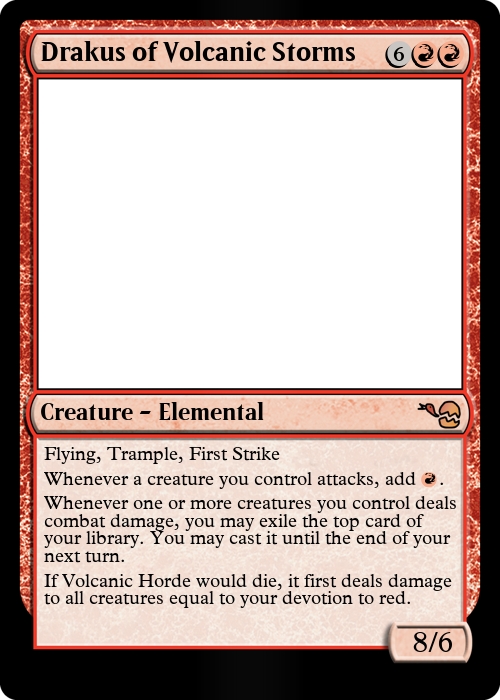 Drakus of Volcanic Storms 6
Creature – Elemental
Flying, Trample, First Strike
Whenever a creature you control attacks, add .
Whenever one or more creatures you control deals
combat damage, you may exile the top card of
your library. You may cast it until the end of your
next turn.
If Volcanic Horde would die, it first deals damage
to all creatures equal to your devotion to red.
8/6